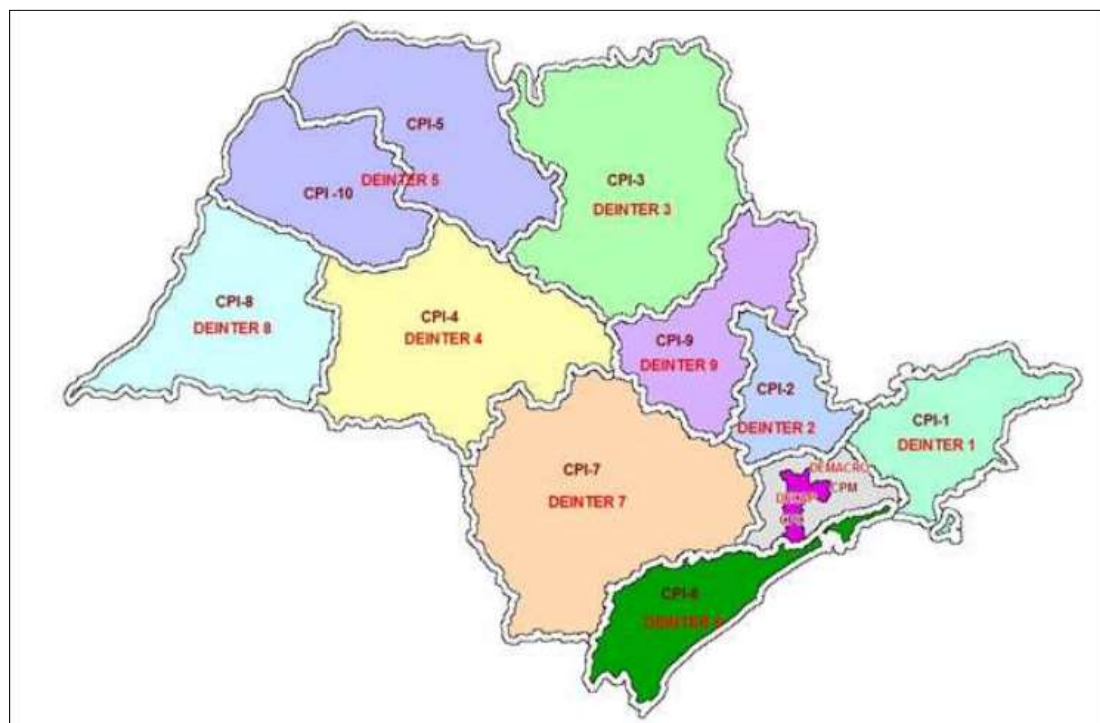 CPI-5
CPI -10
DEINTER 5
CPI-3
DEINTER 3
CPI-8
DEINTER 8
CPI-4
DEINTER 4
CPI-9
DEINTER 9
CPI-2
DEINTER 2
CPI-1
DEINTER 1
CPI-7
DEINTER 7
DEMACRO
CPM
CPI-6
DEINTER 6